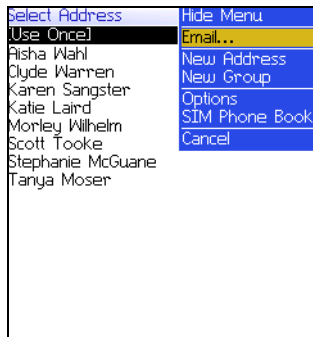 Select Address
[Use Once]
Aisha Wahl
Clyde Warren
Karen Sangster
Katie Laird
Morley Wilhelm
Scott Tooke
Stephanie McGuane
Tanya Moser
Hide Menu
Email...
New Address
New Group
Options
SIM Phone Book
Cancel